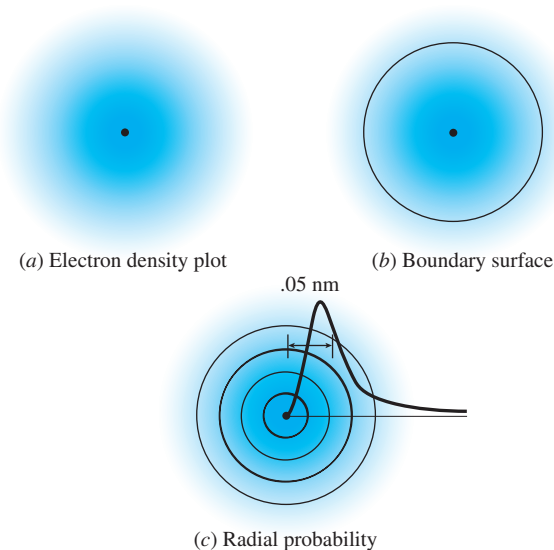 (a) Electron density plot
(b) Boundary surface
.05 nm
(c) Radial probability